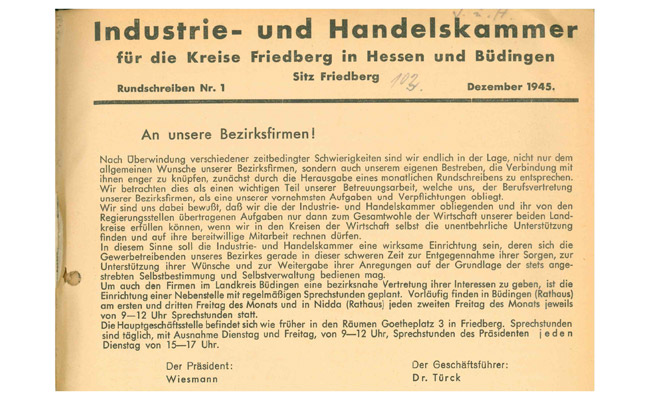 Industrie- und Handelskammer
für die Kreise Friedberg in Hessen und Büdingen
Sitz Friedberg
Rundschreiben Nr. 1 Dezember 1945.
An unsere Bezirksfirmen!
Nach Überwindung verschiedener zeitbedingter Schwierigkeiten sind wir endlich in der Lage, nicht nur dem
allgemeinen Wunsche unserer Bezirksfirmen, sondern auch unserem eigenen Bestreben, die Verbindung mit
ihnen enger zu knüpfen, zunächst durch die Herausgabe eines monatlichen Rundschreibens zu entsprechen.
Wir betrachten dies als einen wichtigen Teil unserer Betreuungsarbeit, welche uns, der Berufsvertretung
unserer Bezirksfirmen, als eine unserer vornehmsten Aufgaben und Verpflichtungen obliegt.
Wir sind uns dabei bewußt, daß wir die der Industrie- und Handelskammer obliegenden und ihr von den
Regierungsstellen übertragenen Aufgaben nur dann zum Gesamtwohle der Wirtschaft unserer beiden Land-
kreise erfüllen können, wenn wir in den Kreisen der Wirtschaft selbst die unentbehrliche Unterstützung
finden und auf ihre bereitwillige Mitarbeit rechnen dürfen.
In diesem Sinne soll die Industrie- und Handelskammer eine wirksame Einrichtung sein, deren sich die
Gewerbetreibenden unseres Bezirkes gerade in dieser schweren Zeit zur Entgegennahme ihrer Sorgen, zur
Unterstützung ihrer Wünsche und zur Weitergabe ihrer Anregungen auf der Grundlage der stets ange-
strebten Selbstbestimmung und Selbstverwaltung bedienen mag.
Um auch den Firmen im Landkreis Büdingen eine bezirksnahe Vertretung ihrer Interessen zu geben, ist die
Einrichtung einer Nebenstelle mit regelmäßigen Sprechstunden geplant. Vorläufig finden in Büdingen (Rathaus)
am ersten und dritten Freitag des Monats und in Nidda (Rathaus) jeden zweiten Freitag des Monats jeweils
von 9—12 Uhr Sprechstunden statt.
Die Hauptgeschäftsstelle befindet sich wie früher in den Räumen Goetheplatz 3 in Friedberg. Sprechstunden
sind täglich, mit Ausnahme Dienstag und Freitag, von 9—12 Uhr, Sprechstunden des Präsidenten jeden
Dienstag von 15—17 Uhr.
Der Präsident: Der Geschäftsführer:
Wiesmann Dr. Türck